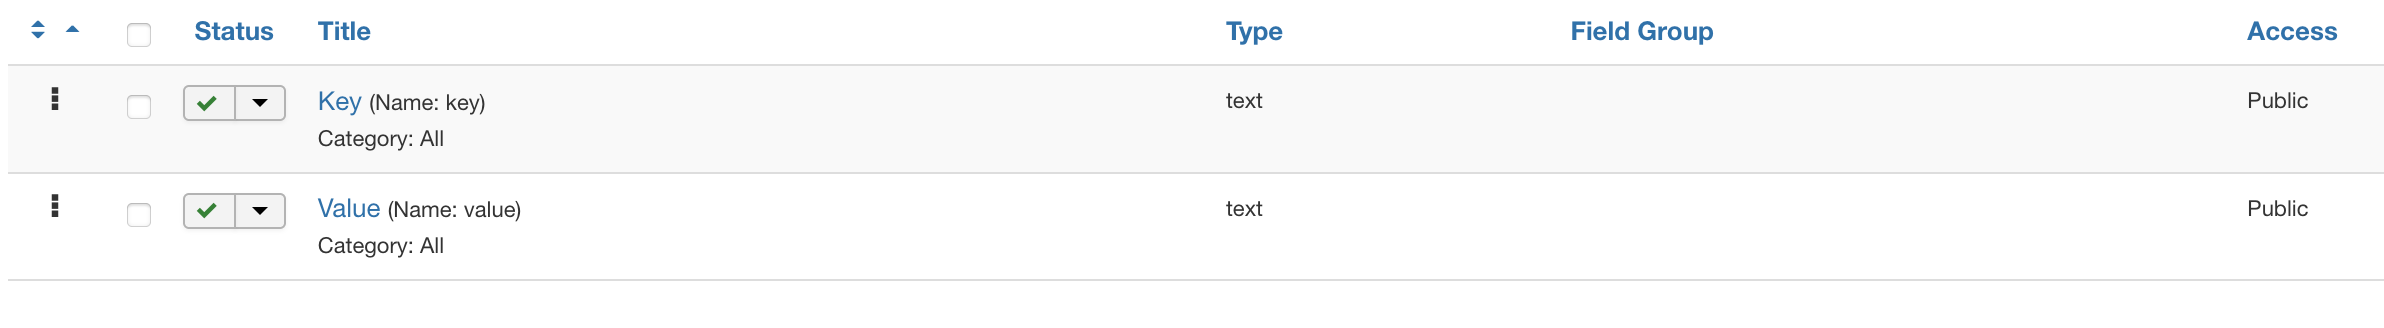 Status Title Type Field Group Access
Key (Name: key) text Public
Category: All
Value (Name: value) text Public
Category: All